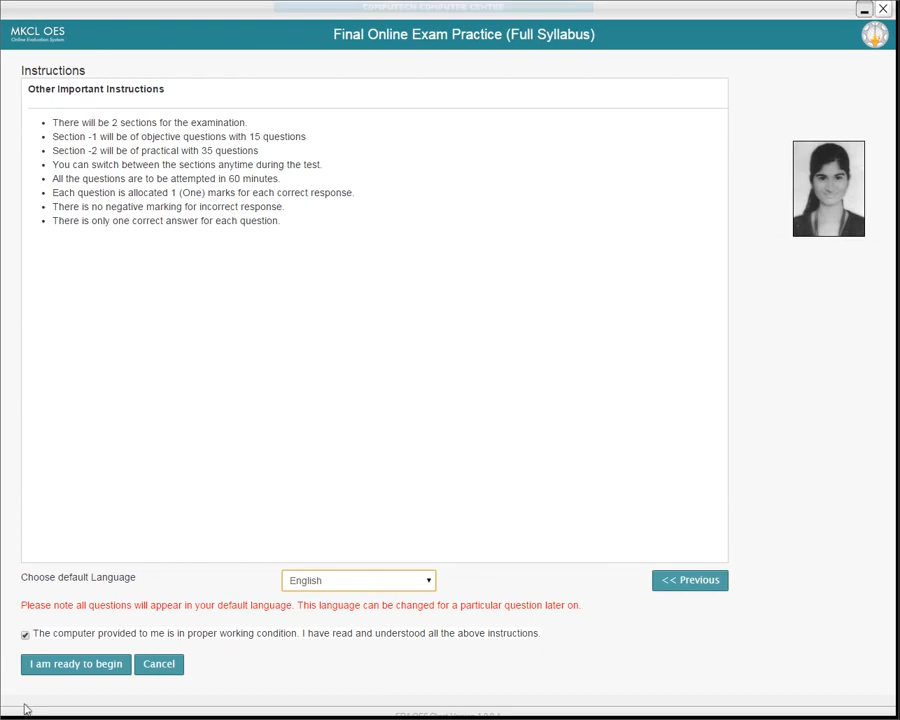 COMPUTECH COMPUTER CENTRE
MKCL OES
Online Evaluation System
Final Online Exam Practice (Full Syllabus)
Instructions
Other Important Instructions
• There will be 2 sections for the examination.
• Section -1 will be of objective questions with 15 questions
• Section -2 will be of practical with 35 questions
• You can switch between the sections anytime during the test.
• All the questions are to be attempted in 60 minutes.
• Each question is allocated 1 (One) marks for each correct response.
• There is no negative marking for incorrect response.
• There is only one correct answer for each question.
Choose default Language
English
<< Previous
Please note all questions will appear in your default language. This language can be changed for a particular question later on.
The computer provided to me is in proper working condition. I have read and understood all the above instructions.
I am ready to begin
Cancel